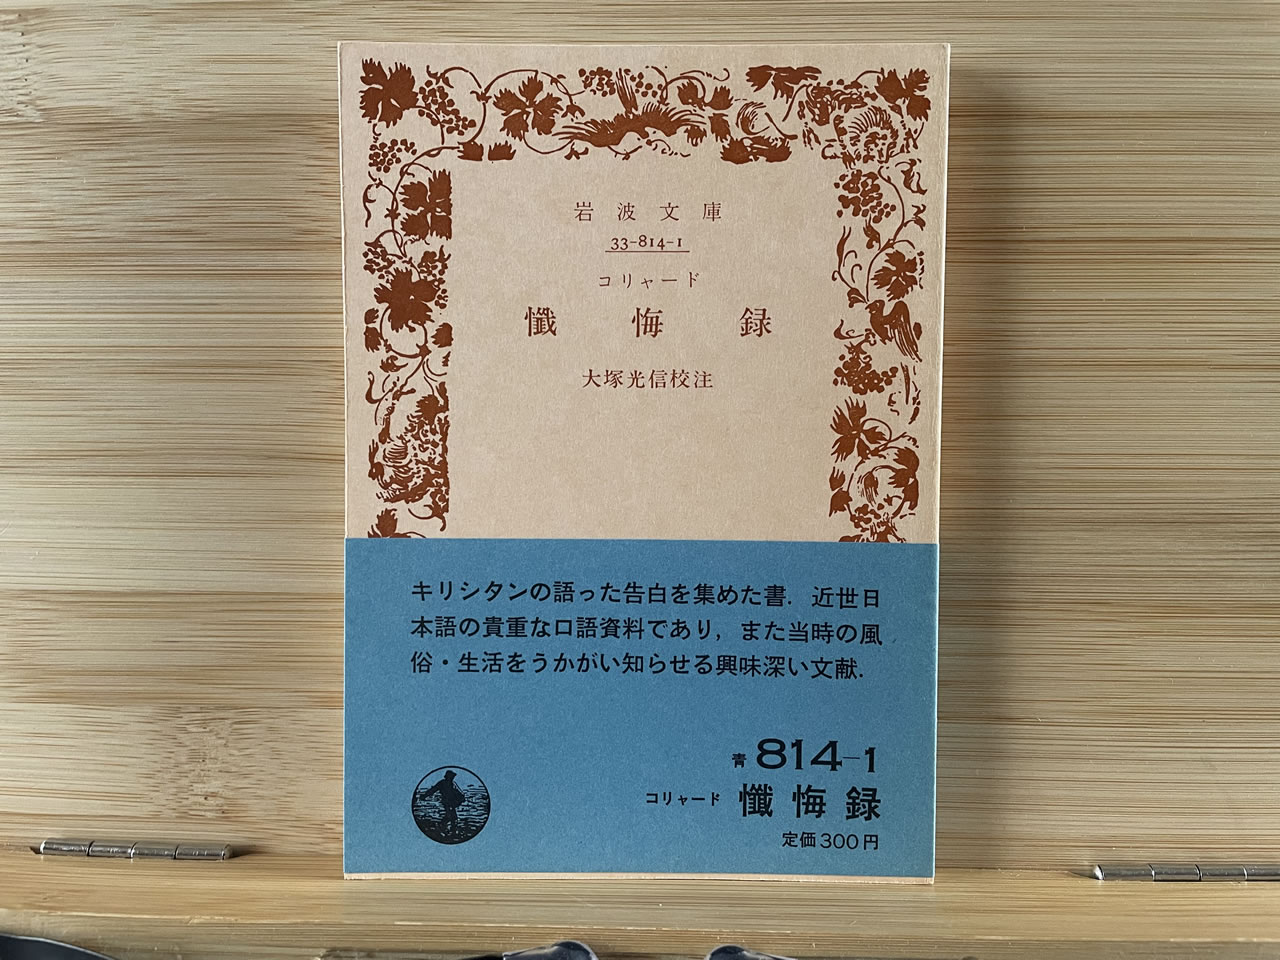 岩波文庫
33-814-1
コリャード
懺悔録
大塚光信校注
キリシタンの語った告白を集めた書. 近世日
本語の貴重な口語資料であり, また当時の風
俗・生活をうかがい知らせる興味深い文献.
青 814-1
コリャード 懺悔録
定価300円